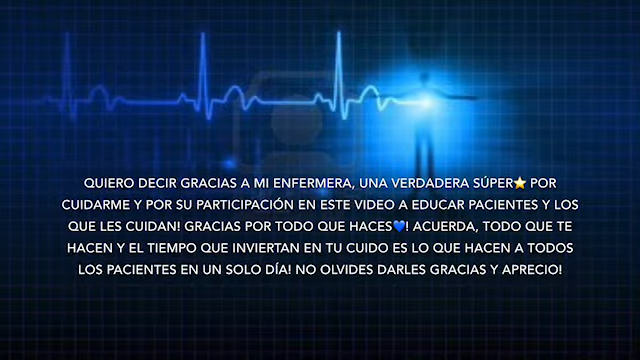 QUIERO DECIR GRACIAS A MI ENFERMERA, UNA VERDADERA SÚPER⭐ POR
CUIDARME Y POR SU PARTICIPACIÓN EN ESTE VIDEO A EDUCAR PACIENTES Y LOS
QUE LES CUIDAN! GRACIAS POR TODO QUE HACES💙! ACUERDA, TODO QUE TE
HACEN Y EL TIEMPO QUE INVIERTAN EN TU CUIDO ES LO QUE HACEN A TODOS
LOS PACIENTES EN UN SOLO DÍA! NO OLVIDES DARLES GRACIAS Y APRECIO!